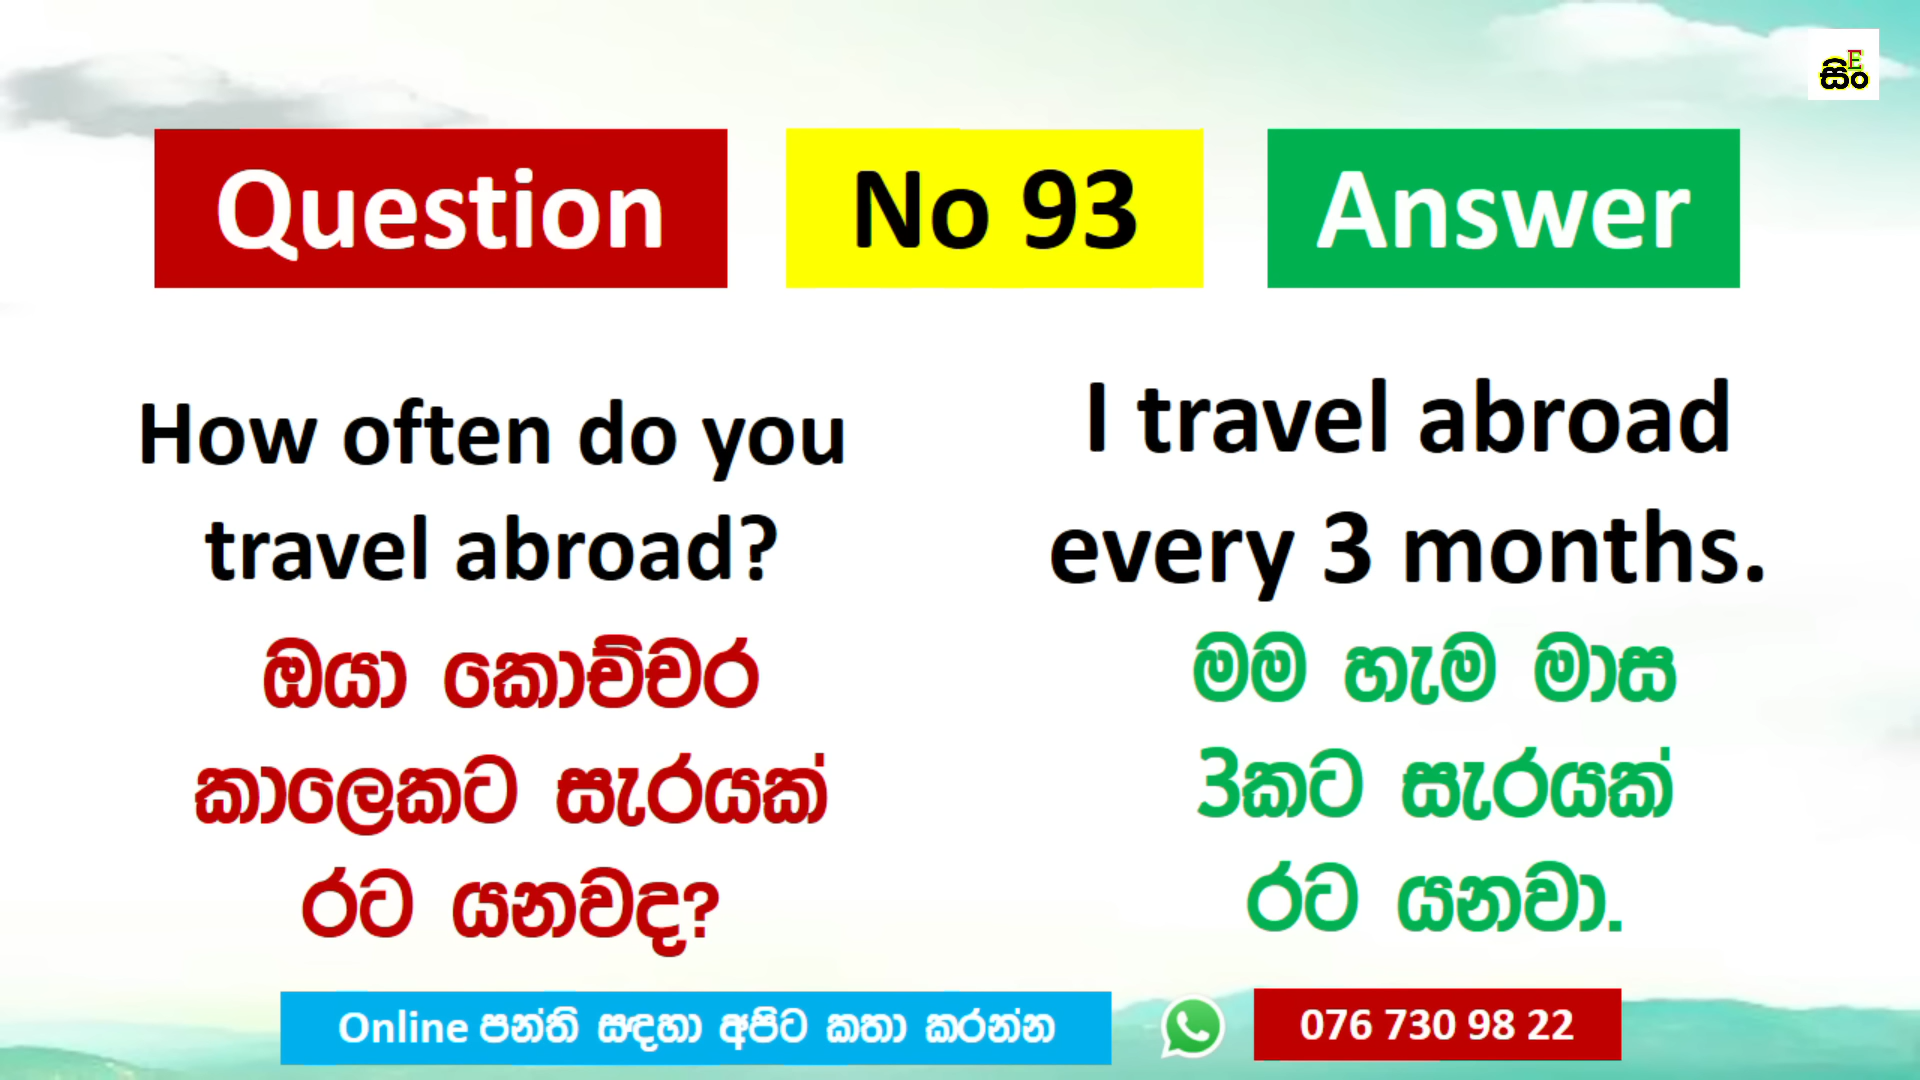 සිං
E
Question
No 93
Answer
How often do you
travel abroad?
ඔයා කොච්චර
කාලෙකට සැරයක්
රට යනවද?
I travel abroad
every 3 months.
මම හැම මාස
3කට සැරයක්
රට යනවා.
Online පන්ති සඳහා අපිට කතා කරන්න
076 730 98 22